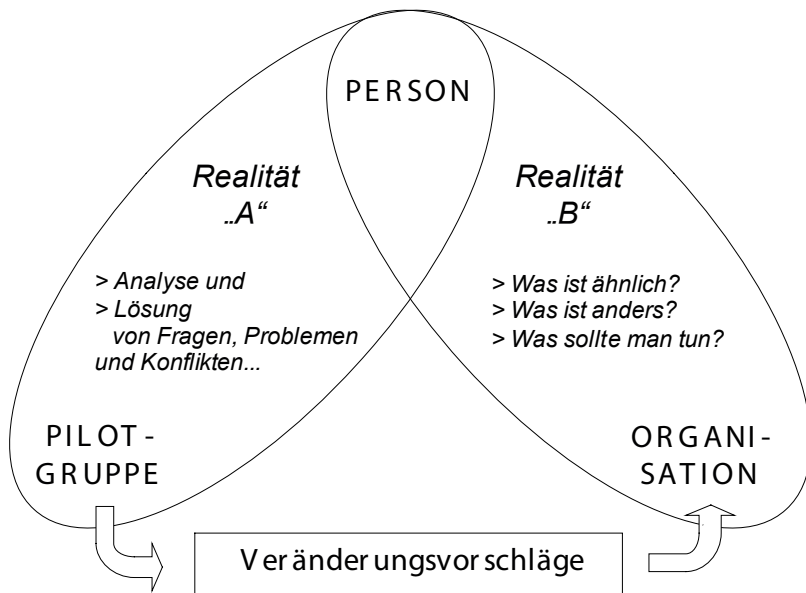 PERSON
Realität
„A“
> Analyse und
> Lösung
von Fragen, Problemen
und Konflikten...
PILOT-
GRUPPE
Realität
„B“
> Was ist ähnlich?
> Was ist anders?
> Was sollte man tun?
ORGANI-
SATION
Veränderungsvorschläge